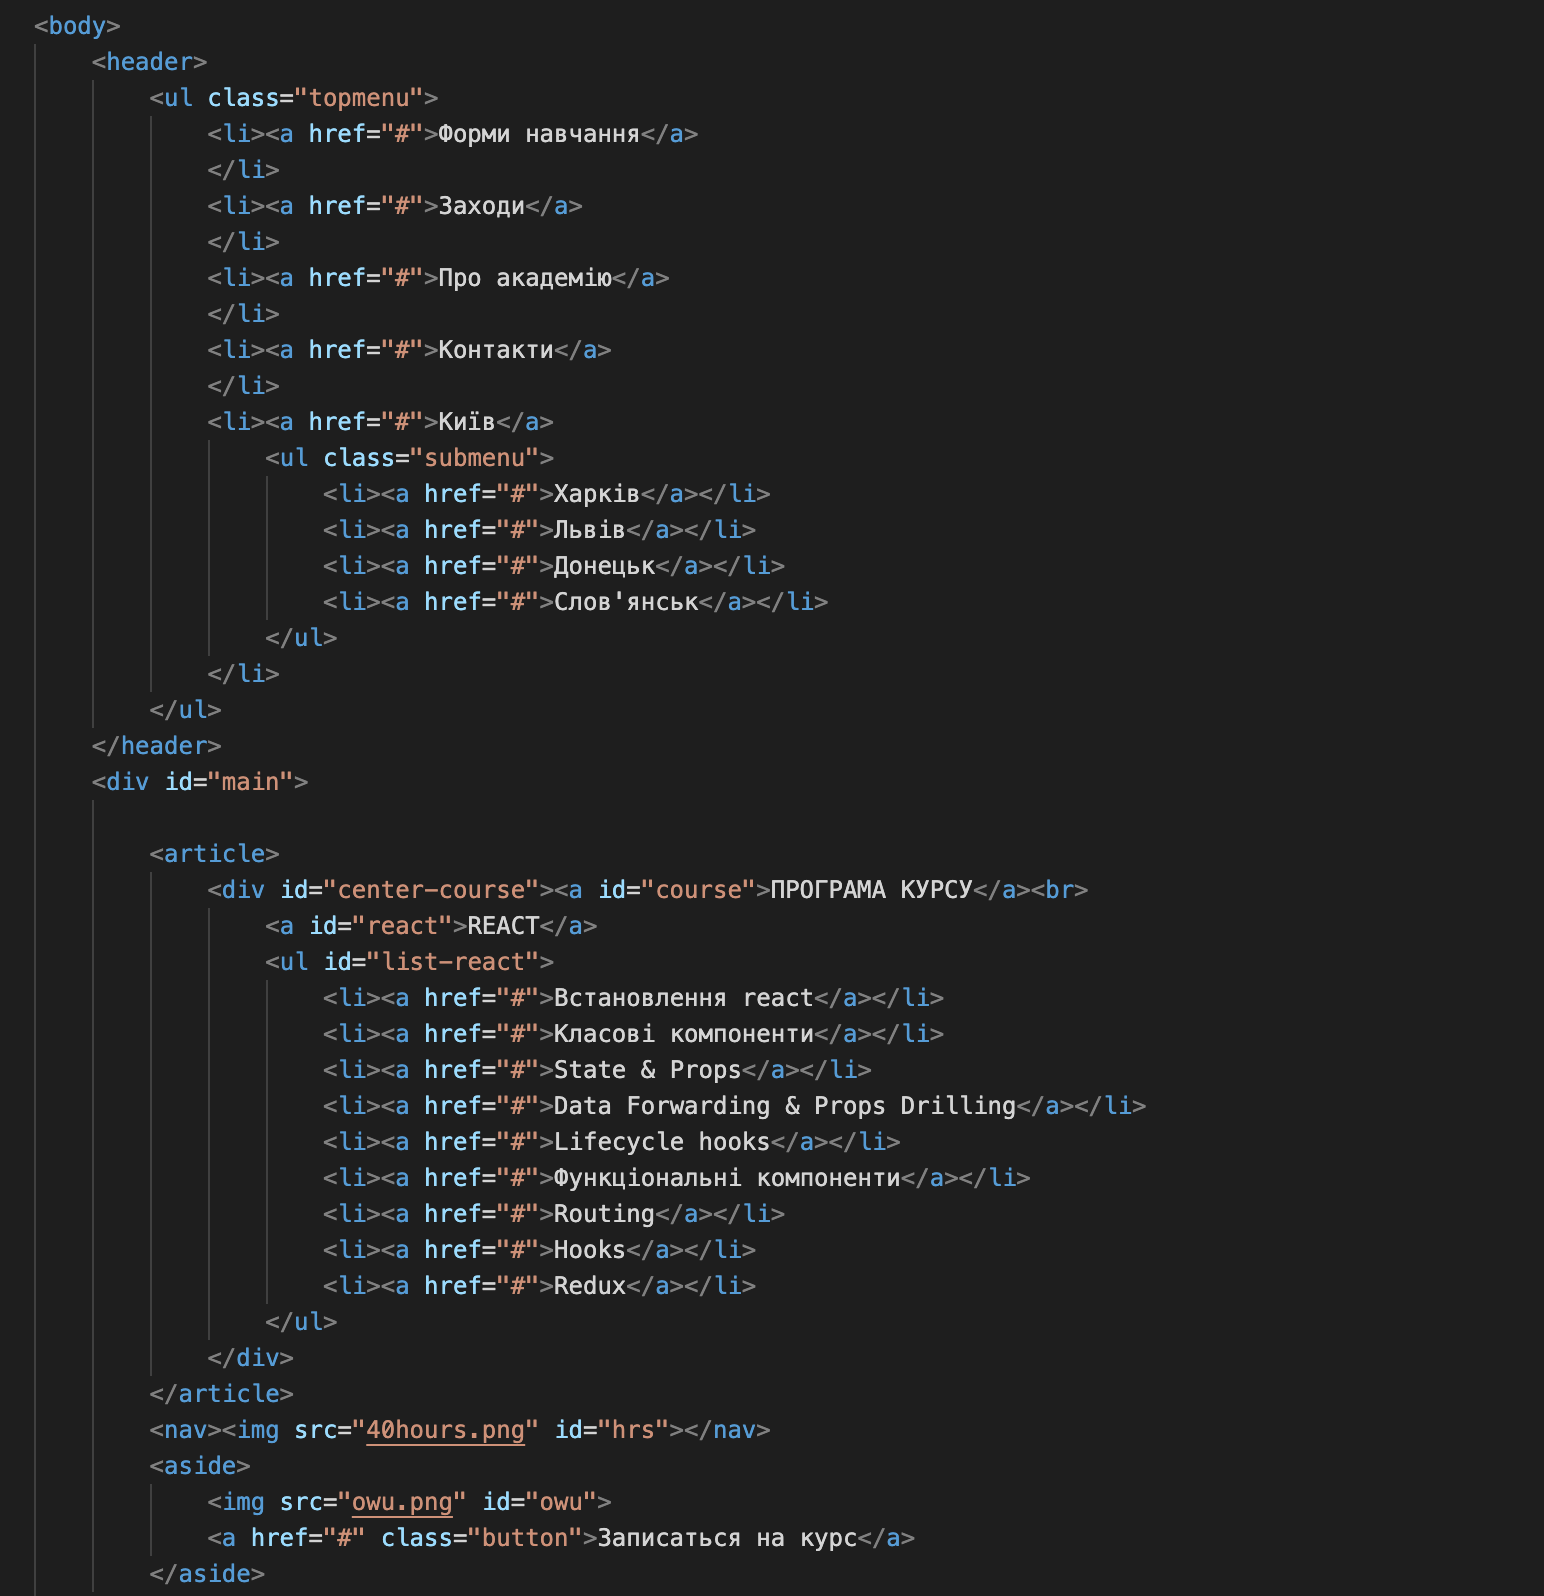 <body>
<header>
<ul class="topmenu">
<li><a href="#">Форми навчання</a>
</li>
<li><a href="#">Заходи</a>
</li>
<li><a href="#">Про академію</a>
</li>
<li><a href="#">Контакти</a>
</li>
<li><a href="#">Київ</a>
<ul class="submenu">
<li><a href="#">Харків</a></li>
<li><a href="#">Львів</a></li>
<li><a href="#">Донецьк</a></li>
<li><a href="#">Слов'янськ</a></li>
</ul>
</li>
</ul>
</header>
<div id="main">
<article>
<div id="center-course"><a id="course">ПРОГРАМА КУРСУ</a><br>
<a id="react">REACT</a>
<ul id="list-react">
<li><a href="#">Встановлення react</a></li>
<li><a href="#">Класові компоненти</a></li>
<li><a href="#">State & Props</a></li>
<li><a href="#">Data Forwarding & Props Drilling</a></li>
<li><a href="#">Lifecycle hooks</a></li>
<li><a href="#">Функціональні компоненти</a></li>
<li><a href="#">Routing</a></li>
<li><a href="#">Hooks</a></li>
<li><a href="#">Redux</a></li>
</ul>
</div>
</article>
<nav><img src="40hours.png" id="hrs"></nav>
<aside>
<img src="owu.png" id="owu">
<a href="#" class="button">Записаться на курс</a>
</aside>